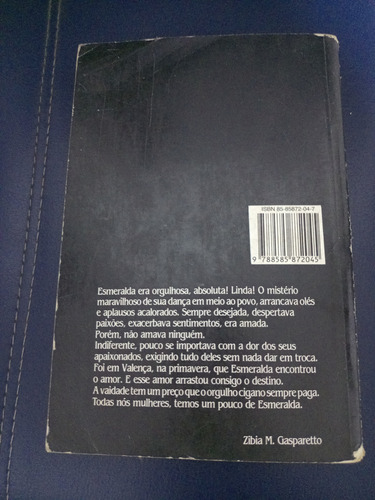 ISBN 85-85872-04-7
9 788585 872045
Esmeralda era orgulhosa, absoluta! Linda! O mistério
maravilhoso de sua dança em meio ao povo, arrancava olés
e aplausos acalorados. Sempre desejada, despertava
paixões, exacerbava sentimentos, era amada.
Porém, não amava ninguém.
Indiferente, pouco se importava com a dor dos seus
apaixonados, exigindo tudo deles sem nada dar em troca.
Foi em Valença, na primavera, que Esmeralda encontrou
o amor. E esse amor arrastou consigo o destino.
A vaidade tem um preço que o orgulho cigano sempre paga.
Todas nós mulheres, temos um pouco de Esmeralda.
Zibia M. Gasparetto